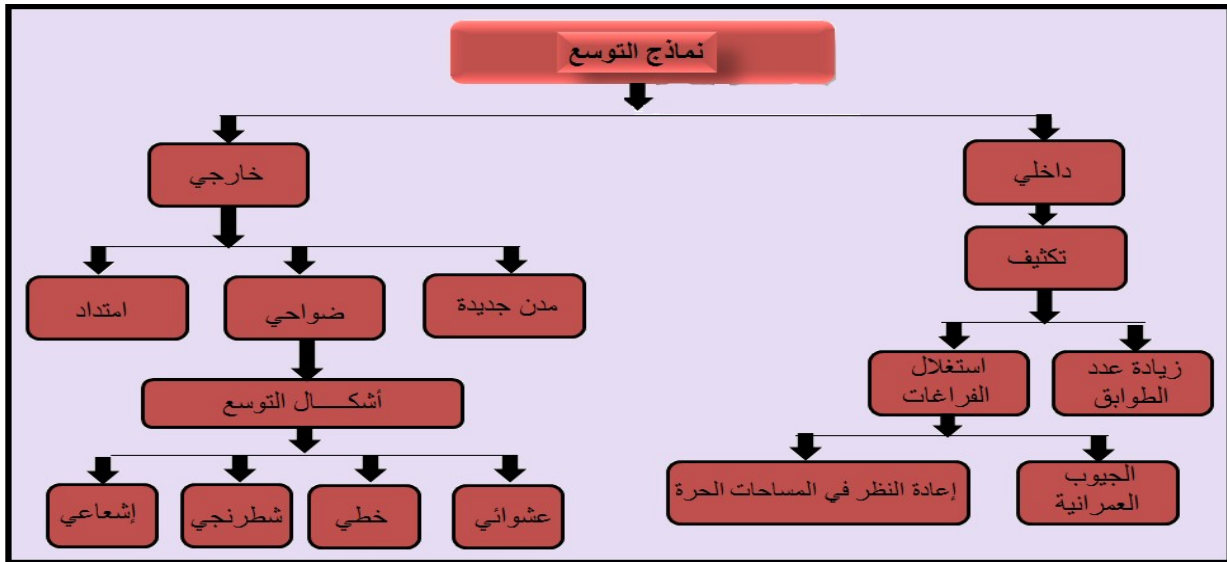 نماذج التوسع
داخلي
خارجي
تكثيف
مدن جديدة
ضواحي
امتداد
زيادة عدد
الطوابق
استغلال
الفراغات
أشكـــــال التوسع
الجيوب
العمرانية
إعادة النظر في المساحات الحرة
عشوائي
خطي
شطرنجي
إشعاعي